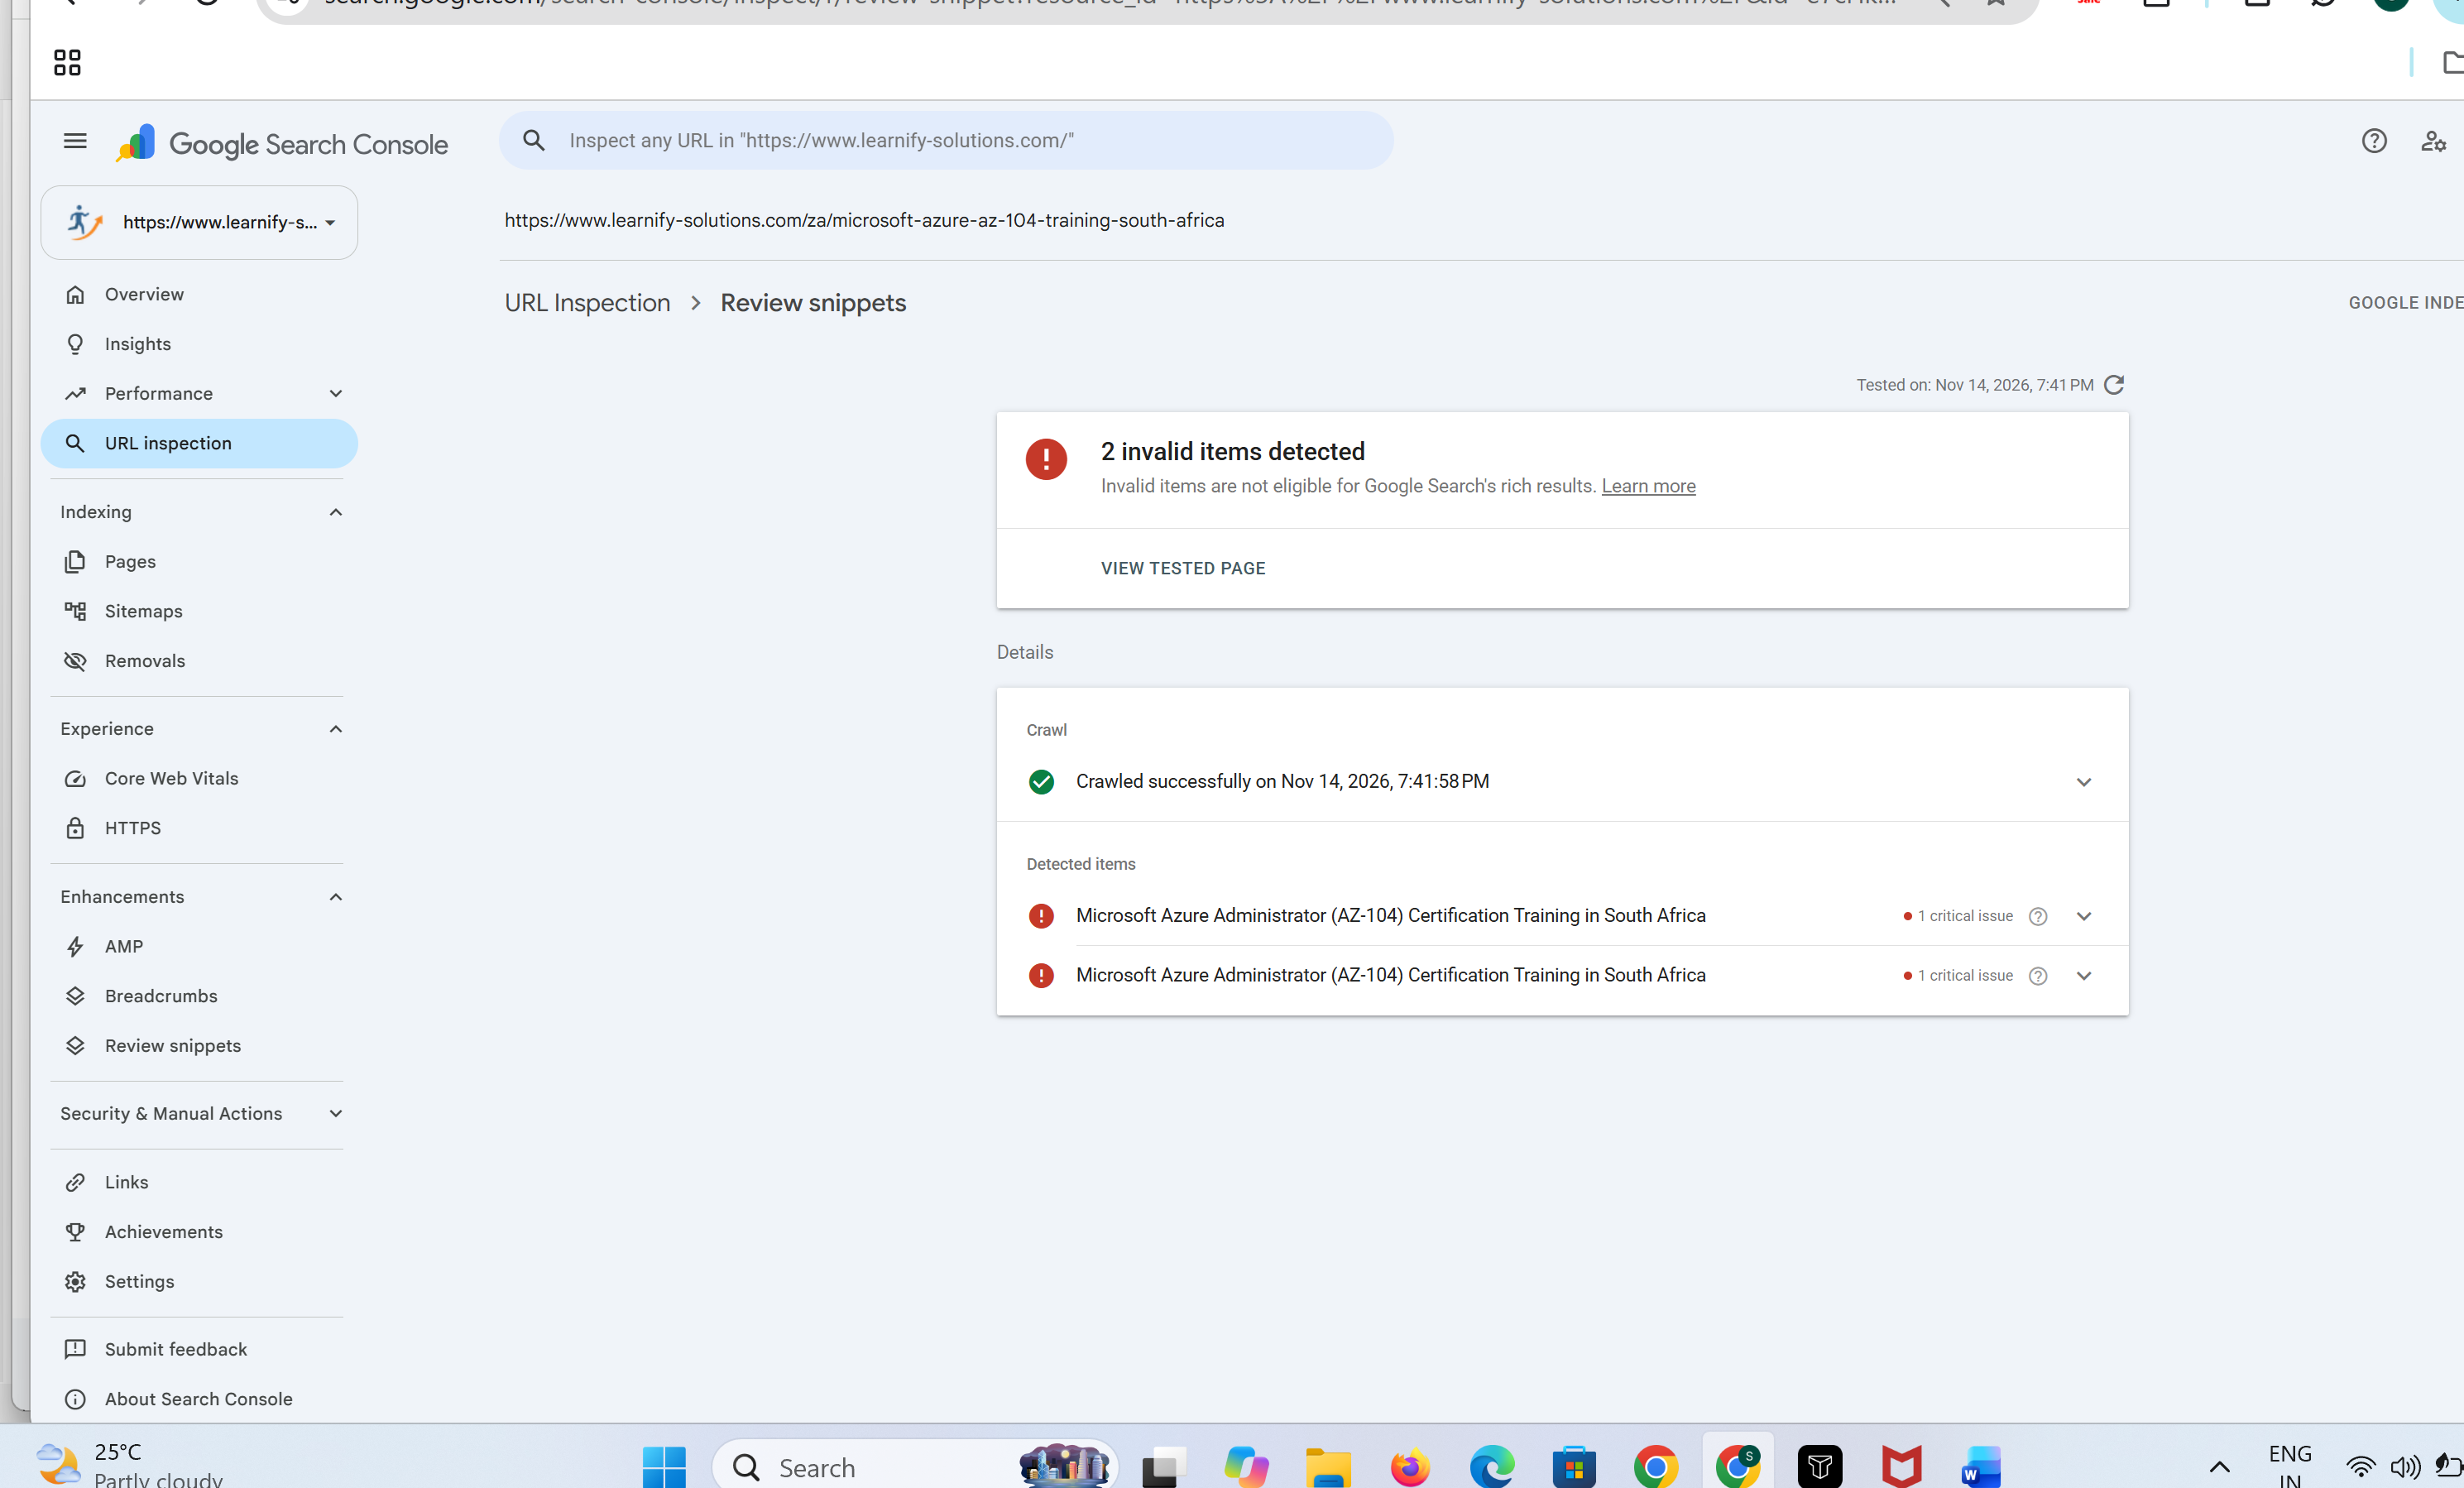 Google Search Console
Inspect any URL in "https://www.learnify-solutions.com/"
https://www.learnify-s...
https://www.learnify-solutions.com/za/microsoft-azure-az-104-training-south-africa
Overview
Insights
Performance
URL inspection
Indexing
Pages
Sitemaps
Removals
Experience
Core Web Vitals
HTTPS
Enhancements
AMP
Breadcrumbs
Review snippets
Security & Manual Actions
Links
Achievements
Settings
Submit feedback
About Search Console
URL Inspection > Review snippets
GOOGLE INDE
Tested on: Nov 14, 2026, 7:41 PM
2 invalid items detected
Invalid items are not eligible for Google Search's rich results. Learn more
VIEW TESTED PAGE
Details
Crawl
Crawled successfully on Nov 14, 2026, 7:41:58 PM
Detected items
Microsoft Azure Administrator (AZ-104) Certification Training in South Africa
1 critical issue
Microsoft Azure Administrator (AZ-104) Certification Training in South Africa
1 critical issue
25°C
Partly cloudy
Search
S
W
ENG
IN